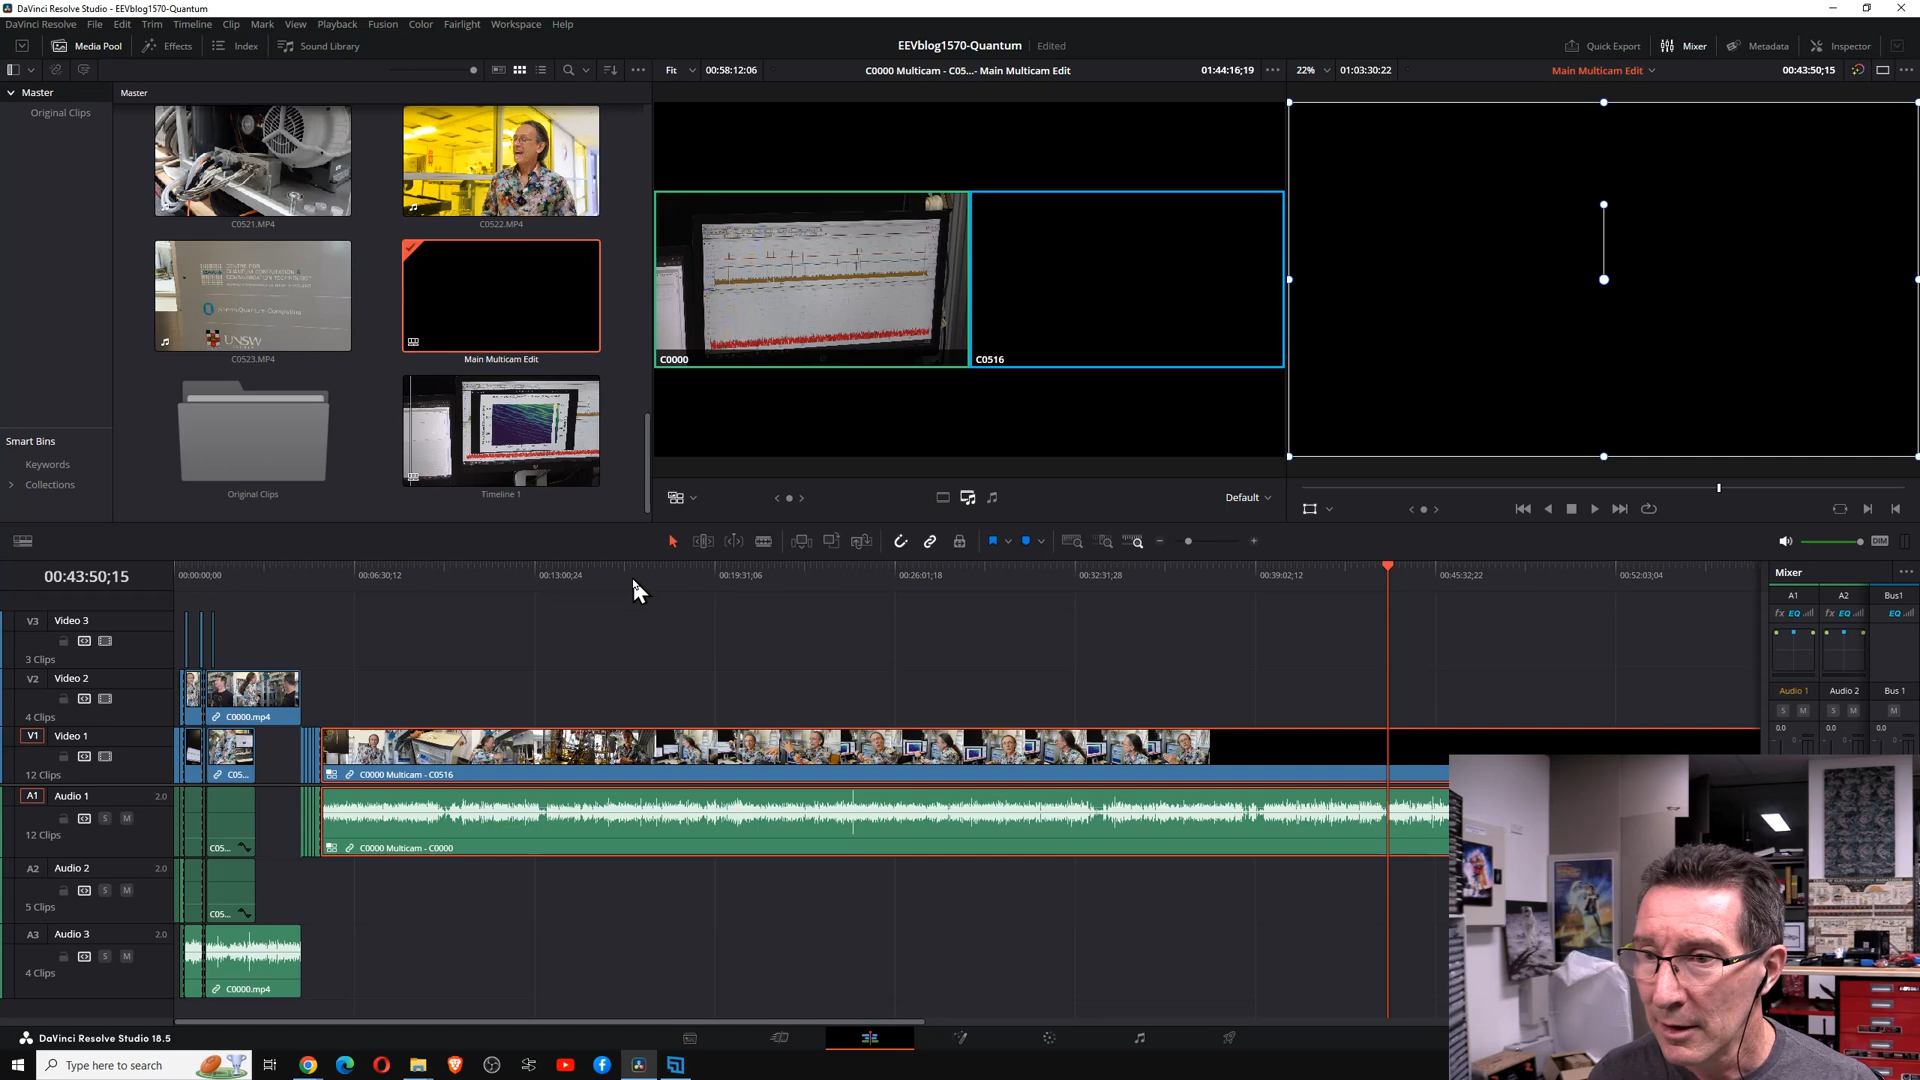 DaVinci Resolve Studio - EEVblog1570-Quantum
DaVinci Resolve File Edit Trim Timeline Clip Mark View Playback Fusion Color Fairlight Workspace Help
Media Pool Effects Index Sound Library
EEVblog1570-Quantum Edited
Quick Export Mixer Metadata Inspector
Fit 00:58:12:06 C0000 Multicam - C05...- Main Multicam Edit 01:44:16;19
22% 01:03:30:22 Main Multicam Edit 00:43:50;15
Master
Original Clips
Master
C0521.MP4
C0522.MP4
UNSW
C0523.MP4
Main Multicam Edit
Original Clips
Timeline 1
Smart Bins
Keywords
Collections
C0000
C0516
Default
DIM
00:43:50;15
00:00:00;00 00:06:30;12 00:13:00;24 00:19:31;06 00:26:01;18 00:32:31;28 00:39:02;12 00:45:32;22 00:52:03;04
V3 Video 3
3 Clips
V2 Video 2
4 Clips
C0000.mp4
V1 Video 1
12 Clips
C05...
C0000 Multicam - C0516
A1 Audio 1 2.0
S M
12 Clips
C05...
C0000 Multicam - C0000
A2 Audio 2 2.0
S M
5 Clips
C05...
A3 Audio 3 2.0
S M
4 Clips
C0000.mp4
Mixer
A1 A2 Bus1
fx EQ fx EQ EQ
Audio 1 Audio 2 Bus 1
S M S M M
0.0 0.0 0.0
DaVinci Resolve Studio 18.5
Type here to search